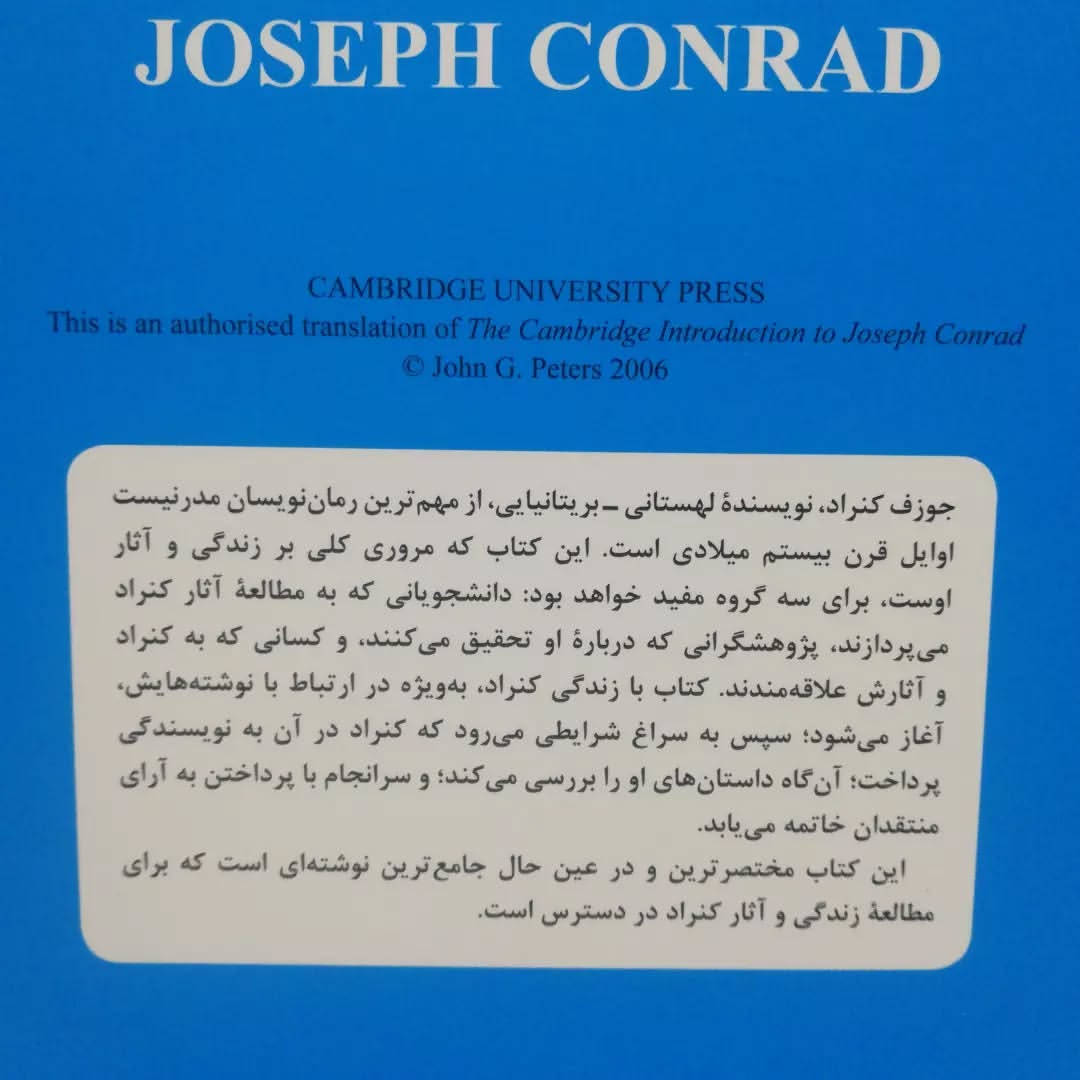 JOSEPH CONRAD
CAMBRIDGE UNIVERSITY PRESS
This is an authorised translation of The Cambridge Introduction to Joseph Conrad
© John G. Peters 2006
جوزف کنراد، نویسندهٔ لهستانی ـ بریتانیایی، از مهم‌ترین رمان‌نویسان مدرنیست
اوایل قرن بیستم میلادی است. این کتاب که مروری کلی بر زندگی و آثار
اوست، برای سه گروه مفید خواهد بود: دانشجویانی که به مطالعهٔ آثار کنراد
می‌پردازند، پژوهشگرانی که دربارهٔ او تحقیق می‌کنند، و کسانی که به کنراد
و آثارش علاقه‌مندند. کتاب با زندگی کنراد، به‌ویژه در ارتباط با نوشته‌هایش،
آغاز می‌شود؛ سپس به سراغ شرایطی می‌رود که کنراد در آن به نویسندگی
پرداخت؛ آن‌گاه داستان‌های او را بررسی می‌کند؛ و سرانجام با پرداختن به آرای
منتقدان خاتمه می‌یابد.
این کتاب مختصرترین و در عین حال جامع‌ترین نوشته‌ای است که برای
مطالعهٔ زندگی و آثار کنراد در دسترس است.